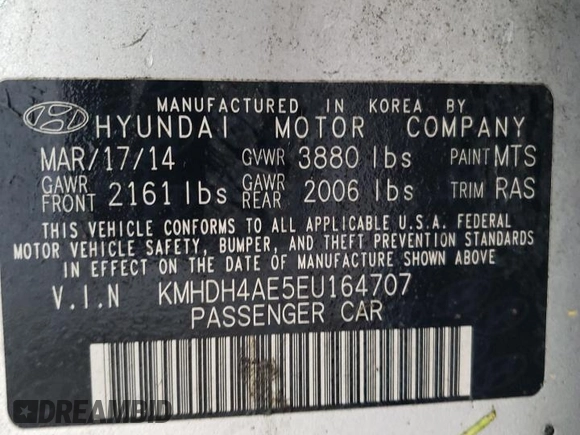 MANUFACTURED IN KOREA BY
HYUNDAI MOTOR COMPANY
MAR/17/14 GVWR 3880 lbs PAINT MTS
GAWR FRONT 2161 lbs GAWR REAR 2006 lbs TRIM RAS
THIS VEHICLE CONFORMS TO ALL APPLICABLE U.S.A. FEDERAL
MOTOR VEHICLE SAFETY, BUMPER, AND THEFT PREVENTION STANDARDS
IN EFFECT ON THE DATE OF MANUFACTURE SHOWN ABOVE.
V.I.N KMHDH4AE5EU164707
PASSENGER CAR
DREAMBID